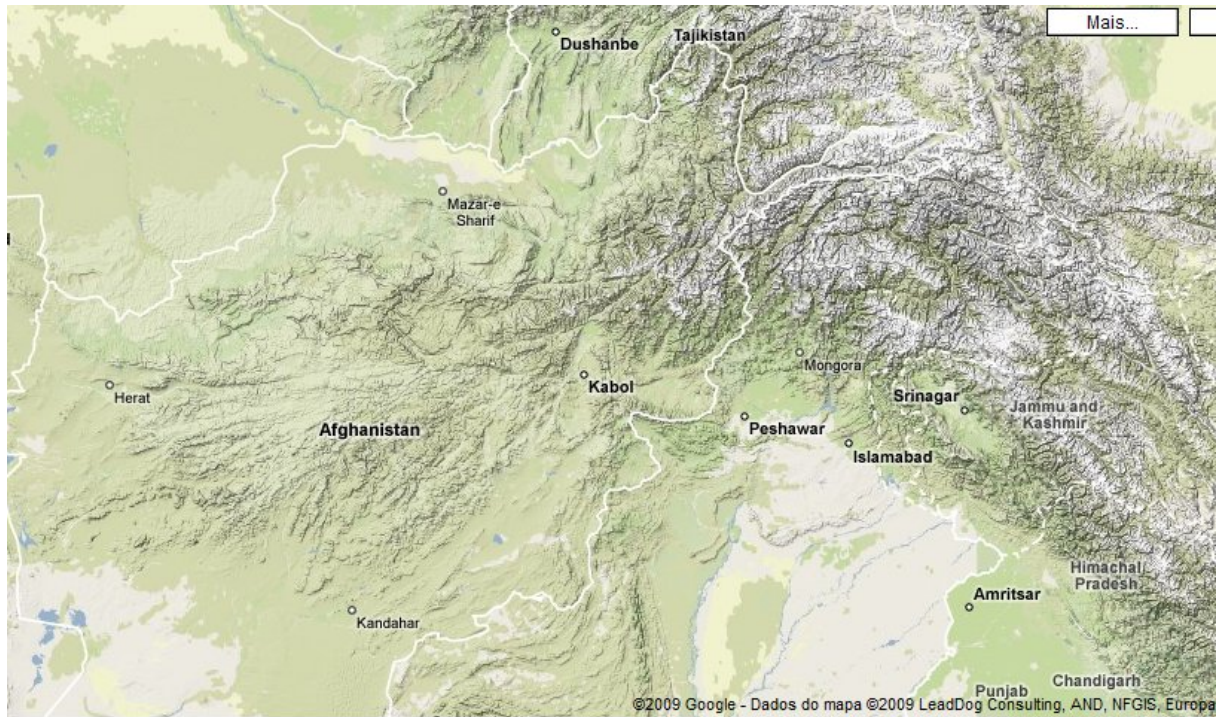 Mais...
Dushanbe
Tajikistan
Mazar-e
Sharif
Mongora
Kabol
Herat
Srinagar
Jammu and
Kashmir
Afghanistan
Peshawar
Islamabad
Himachal
Pradesh
Amritsar
Kandahar
Chandigarh
Punjab
©2009 Google - Dados do mapa ©2009 LeadDog Consulting, AND, NFGIS, Europa